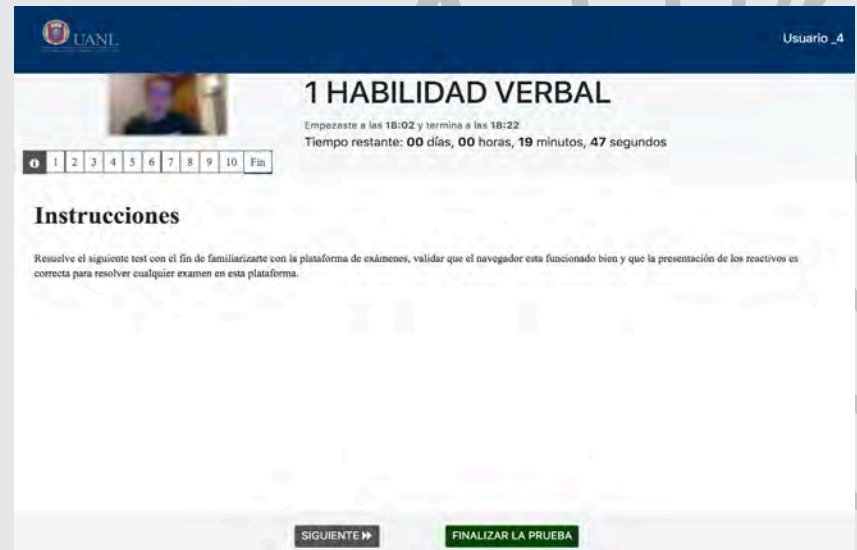 UANL
Usuario _4
1 HABILIDAD VERBAL
Empezaste a las 18:02 y termina a las 18:22
Tiempo restante: 00 días, 00 horas, 19 minutos, 47 segundos
1 2 3 4 5 6 7 8 9 10 Fin
Instrucciones
Resuelve el siguiente test con el fin de familiarizarte con la plataforma de exámenes, validar que el navegador esta funcionado bien y que la presentación de los reactivos es
correcta para resolver cualquier examen en esta plataforma.
SIGUIENTE
FINALIZAR LA PRUEBA